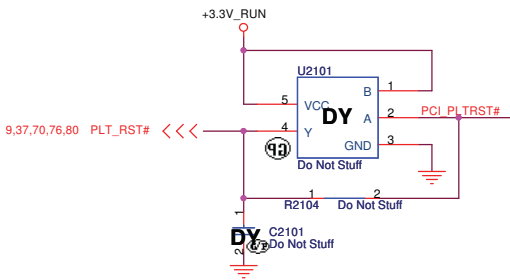 +3.3V_RUN
U2101
B 1
5 VCC
DY
A 2 PCI_PLTRST#
9,37,70,76,80 PLT_RST#
4 Y
GND 3
Do Not Stuff
1 2
R2104 Do Not Stuff
1
C2101
DY
Do Not Stuff
2